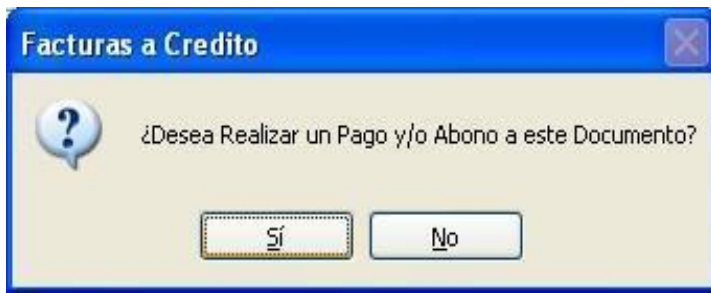 Facturas a Credito
¿Desea Realizar un Pago y/o Abono a este Documento?
Sí
No